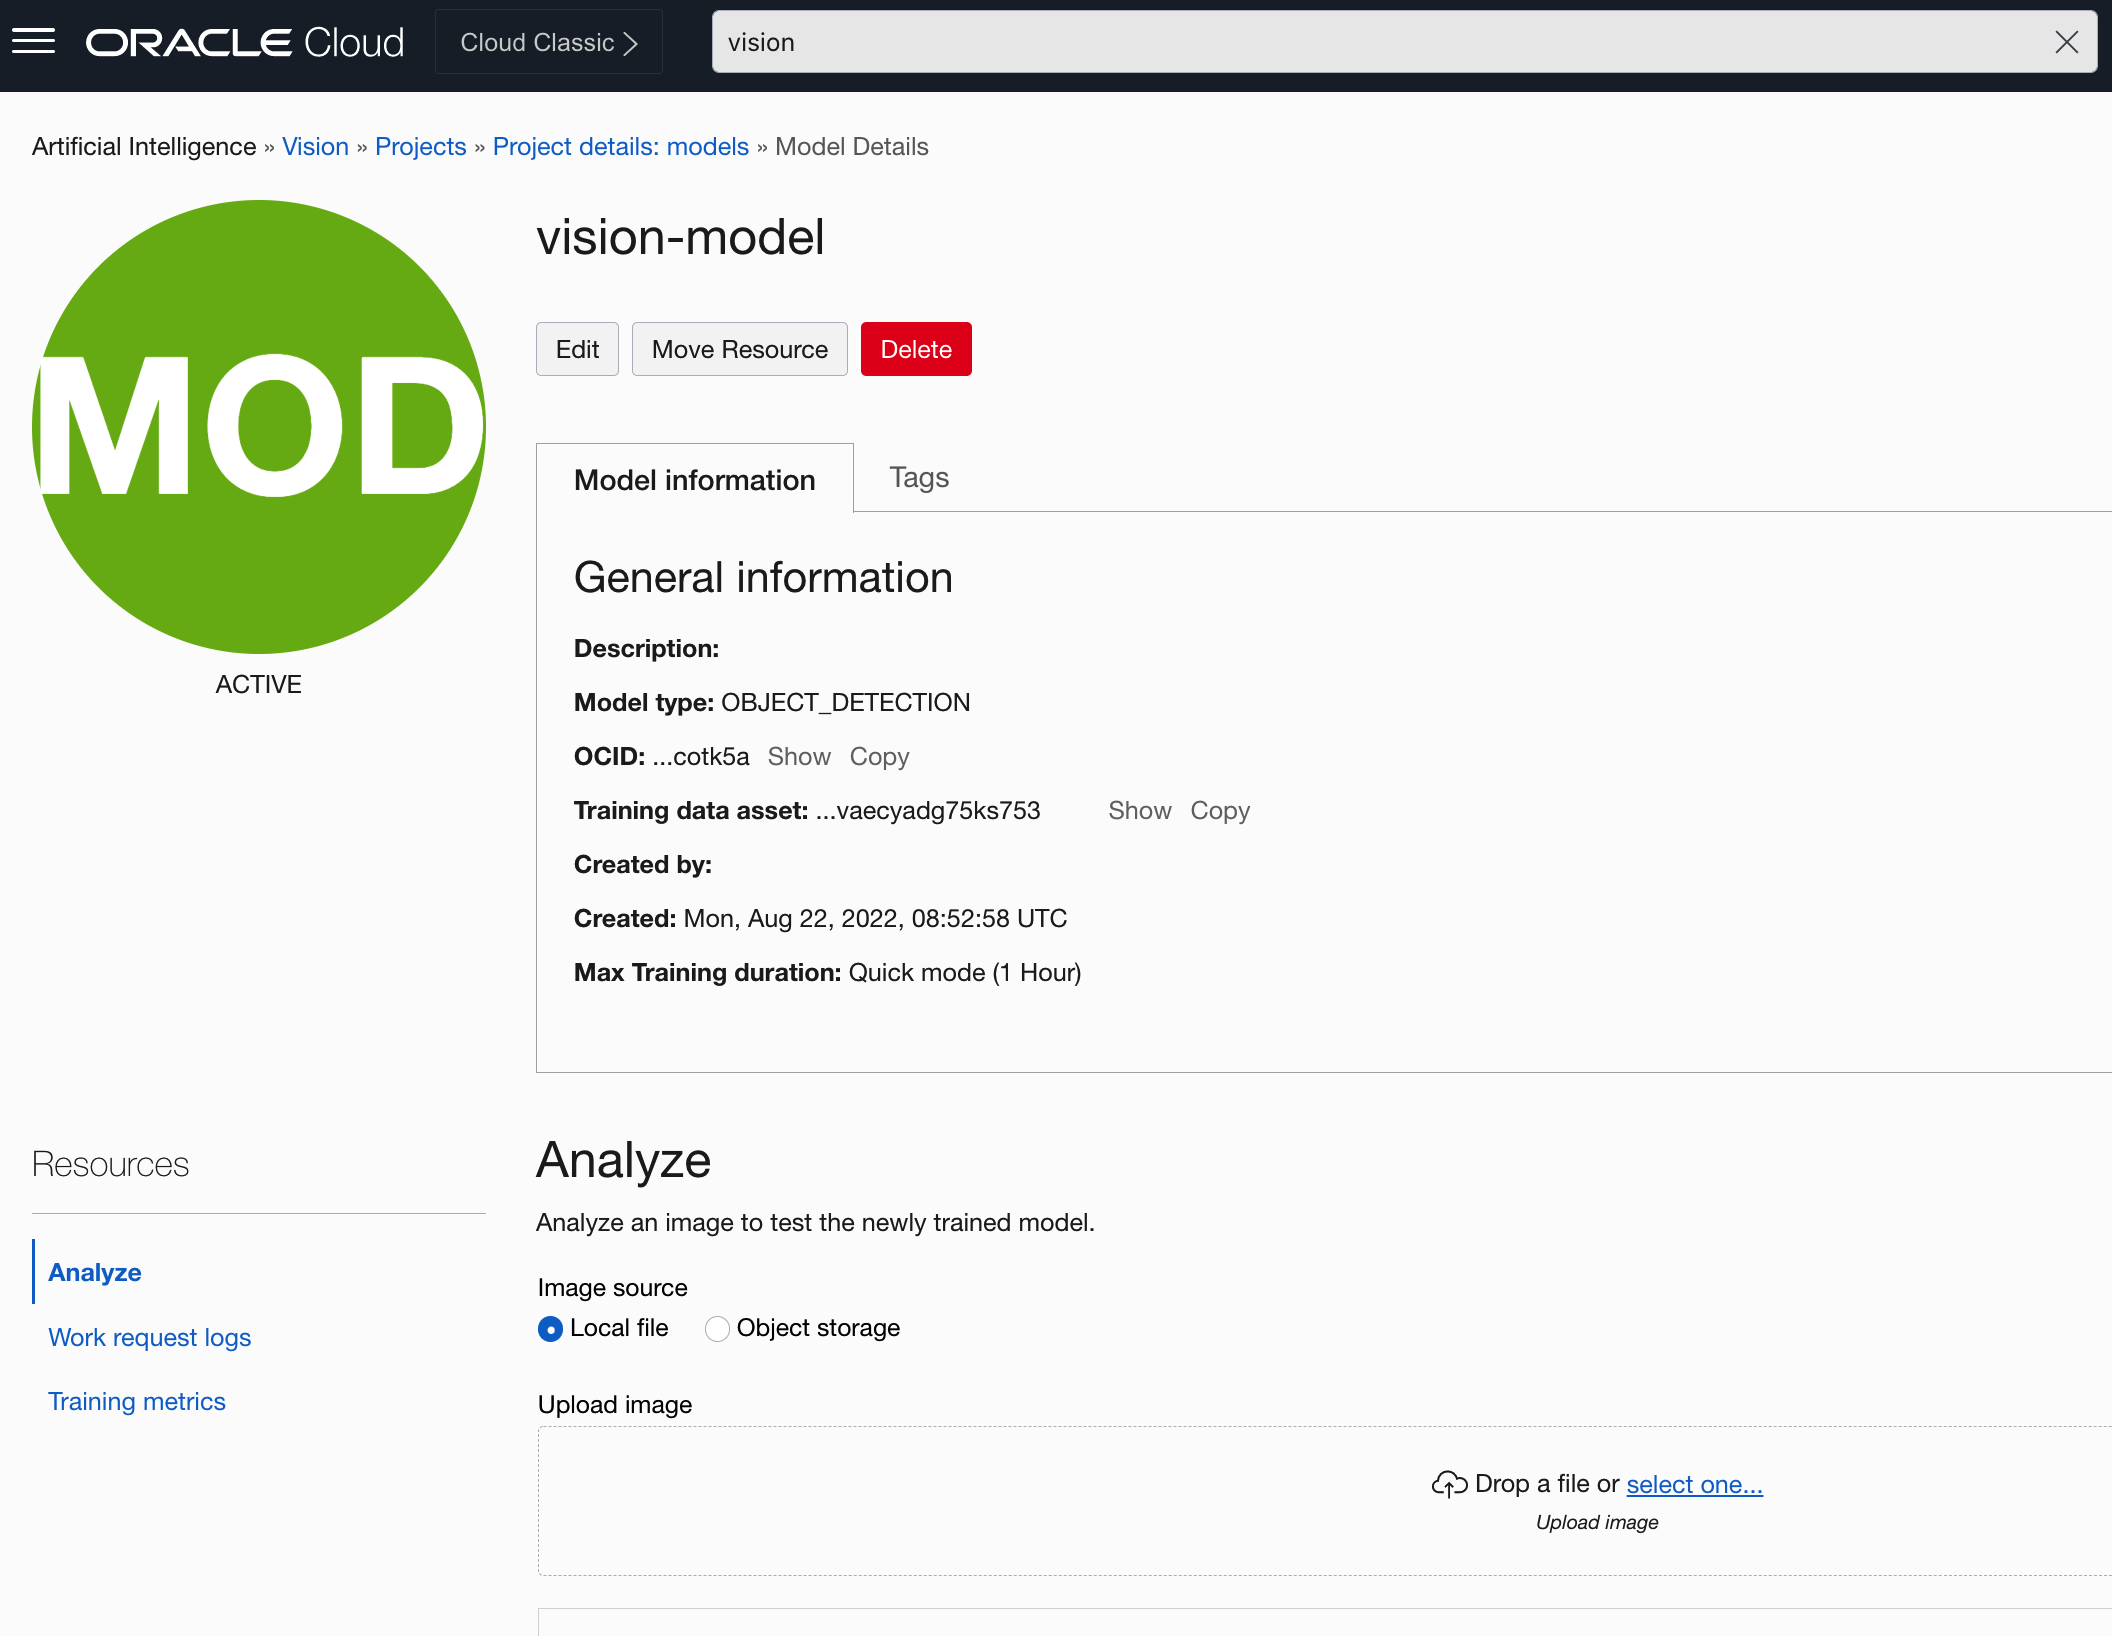 ORACLE Cloud
Cloud Classic
vision
Artificial Intelligence » Vision » Projects » Project details: models » Model Details
MOD
ACTIVE
vision-model
Edit
Move Resource
Delete
Model information
Tags
General information
Description:
Model type: OBJECT_DETECTION
OCID: ...cotk5a Show Copy
Training data asset: ...vaecyadg75ks753 Show Copy
Created by:
Created: Mon, Aug 22, 2022, 08:52:58 UTC
Max Training duration: Quick mode (1 Hour)
Resources
Analyze
Work request logs
Training metrics
Analyze
Analyze an image to test the newly trained model.
Image source
Local file
Object storage
Upload image
Drop a file or select one...
Upload image